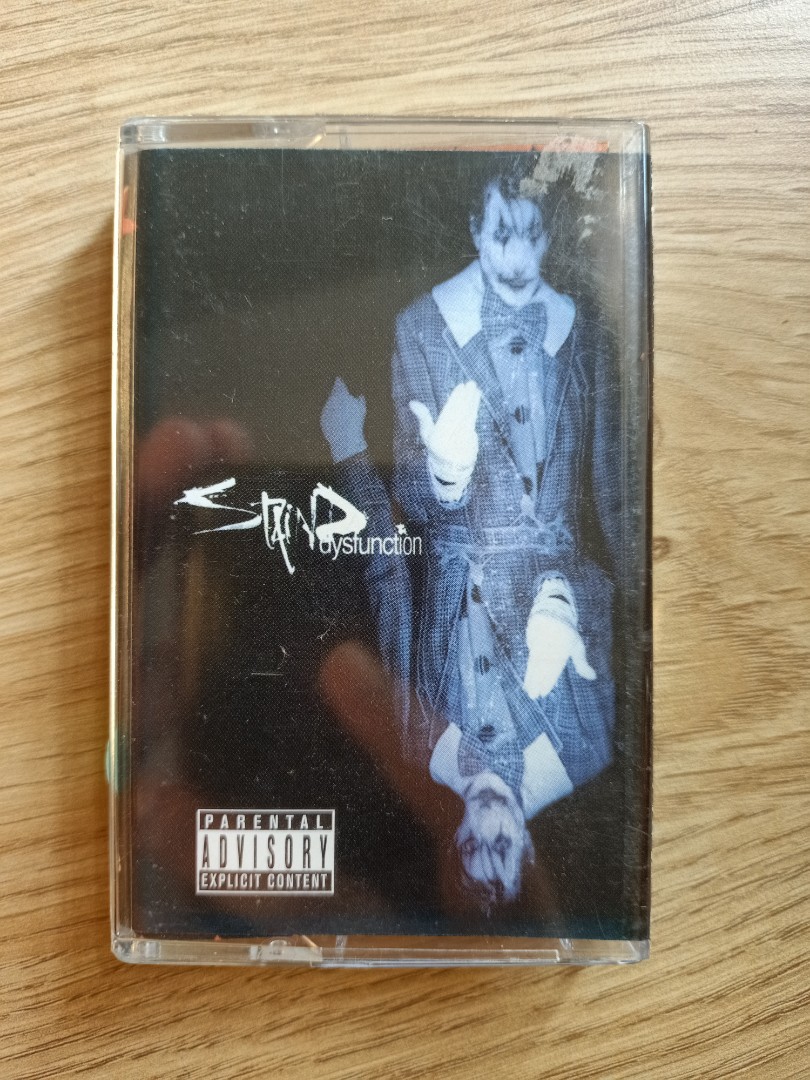 STAIND
dysfunction
PARENTAL
ADVISORY
EXPLICIT CONTENT